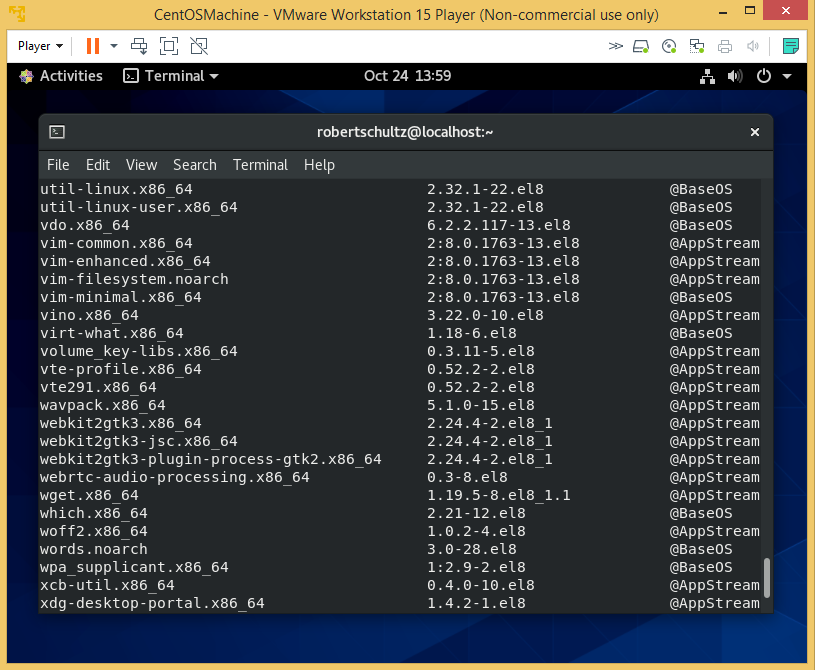 CentOSMachine - VMware Workstation 15 Player (Non-commercial use only)
Player
Activities Terminal Oct 24 13:59
robertschultz@localhost:~
File Edit View Search Terminal Help
util-linux.x86_64 2.32.1-22.el8 @BaseOS
util-linux-user.x86_64 2.32.1-22.el8 @BaseOS
vdo.x86_64 6.2.2.117-13.el8 @BaseOS
vim-common.x86_64 2:8.0.1763-13.el8 @AppStream
vim-enhanced.x86_64 2:8.0.1763-13.el8 @AppStream
vim-filesystem.noarch 2:8.0.1763-13.el8 @AppStream
vim-minimal.x86_64 2:8.0.1763-13.el8 @BaseOS
vino.x86_64 3.22.0-10.el8 @AppStream
virt-what.x86_64 1.18-6.el8 @BaseOS
volume_key-libs.x86_64 0.3.11-5.el8 @AppStream
vte-profile.x86_64 0.52.2-2.el8 @AppStream
vte291.x86_64 0.52.2-2.el8 @AppStream
wavpack.x86_64 5.1.0-15.el8 @AppStream
webkit2gtk3.x86_64 2.24.4-2.el8_1 @AppStream
webkit2gtk3-jsc.x86_64 2.24.4-2.el8_1 @AppStream
webkit2gtk3-plugin-process-gtk2.x86_64 2.24.4-2.el8_1 @AppStream
webrtc-audio-processing.x86_64 0.3-8.el8 @AppStream
wget.x86_64 1.19.5-8.el8_1.1 @AppStream
which.x86_64 2.21-12.el8 @BaseOS
woff2.x86_64 1.0.2-4.el8 @AppStream
words.noarch 3.0-28.el8 @BaseOS
wpa_supplicant.x86_64 1:2.9-2.el8 @BaseOS
xcb-util.x86_64 0.4.0-10.el8 @AppStream
xdg-desktop-portal.x86_64 1.4.2-1.el8 @AppStream